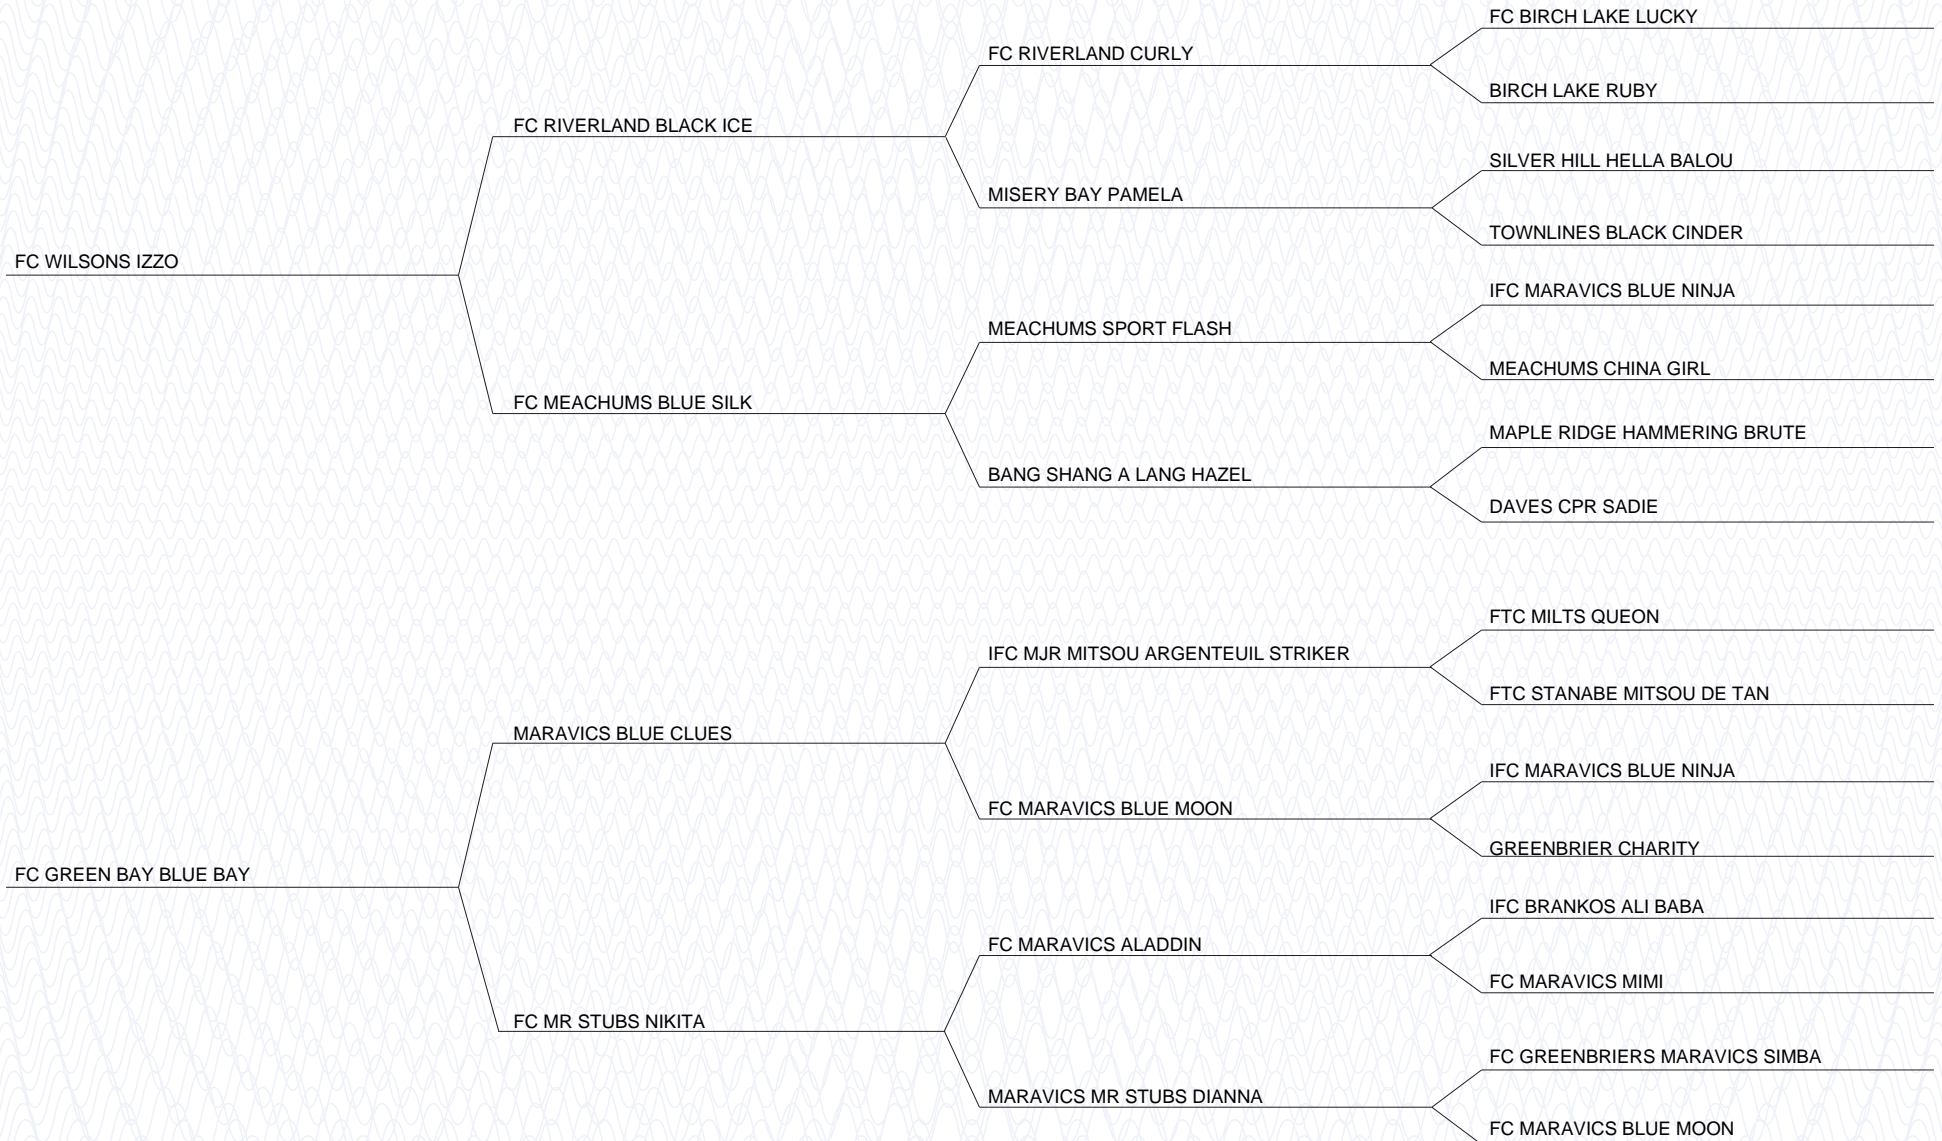 FC BIRCH LAKE LUCKY
FC RIVERLAND CURLY
BIRCH LAKE RUBY
FC RIVERLAND BLACK ICE
SILVER HILL HELLA BALOU
MISERY BAY PAMELA
TOWNLINES BLACK CINDER
FC WILSONS IZZO
IFC MARAVICS BLUE NINJA
MEACHUMS SPORT FLASH
MEACHUMS CHINA GIRL
FC MEACHUMS BLUE SILK
MAPLE RIDGE HAMMERING BRUTE
BANG SHANG A LANG HAZEL
DAVES CPR SADIE
FTC MILTS QUEON
IFC MJR MITSOU ARGENTEUIL STRIKER
FTC STANABE MITSOU DE TAN
MARAVICS BLUE CLUES
IFC MARAVICS BLUE NINJA
FC MARAVICS BLUE MOON
GREENBRIER CHARITY
FC GREEN BAY BLUE BAY
IFC BRANKOS ALI BABA
FC MARAVICS ALADDIN
FC MARAVICS MIMI
FC MR STUBS NIKITA
FC GREENBRIERS MARAVICS SIMBA
MARAVICS MR STUBS DIANNA
FC MARAVICS BLUE MOON